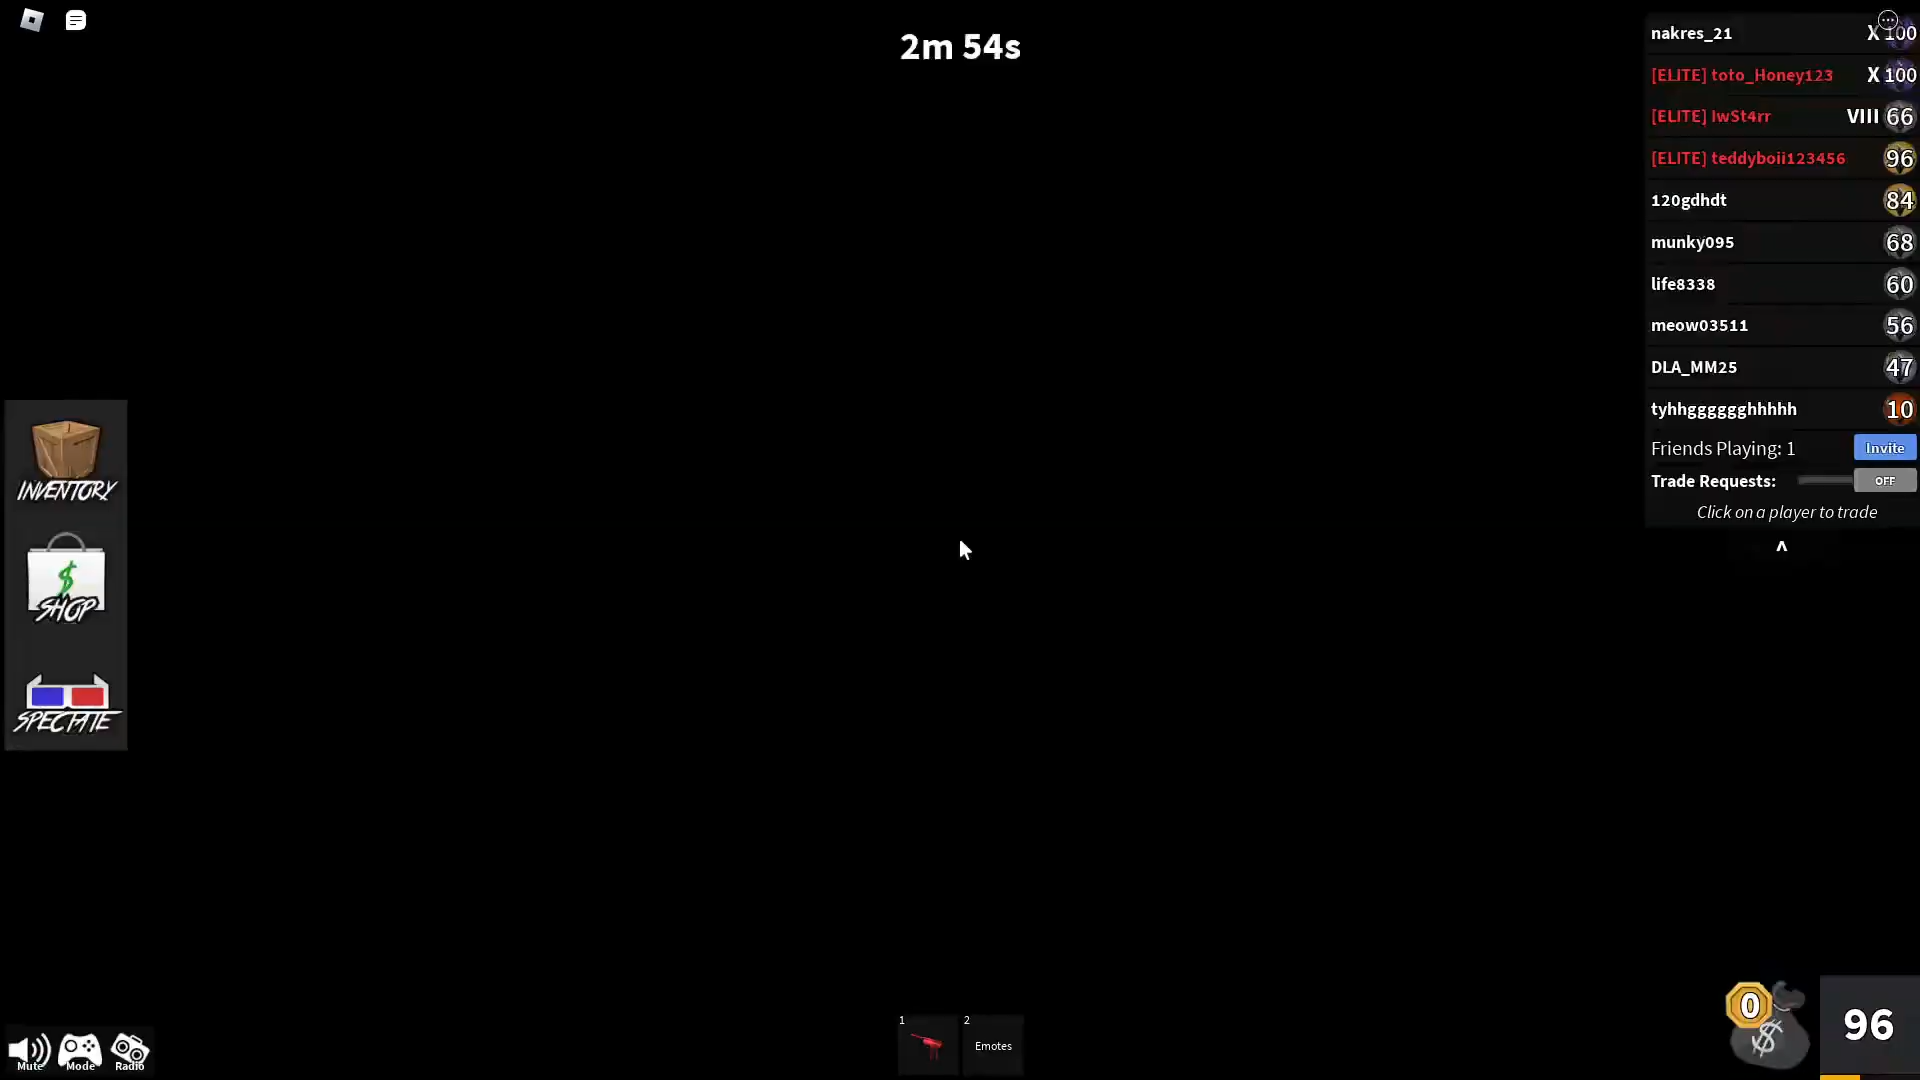 2m 54s
nakres_21 X 100
[ELITE] toto_Honey123 X 100
[ELITE] IwSt4rr VIII 66
[ELITE] teddyboii123456 96
120gdhdt 84
munky095 68
life8338 60
meow03511 56
DLA_MM25 47
tyhhgggggghhhhh 10
Friends Playing: 1 Invite
Trade Requests: OFF
Click on a player to trade
INVENTORY
$
SHOP
SPECTATE
Mute Mode Radio
1 2
Emotes
0
$
96